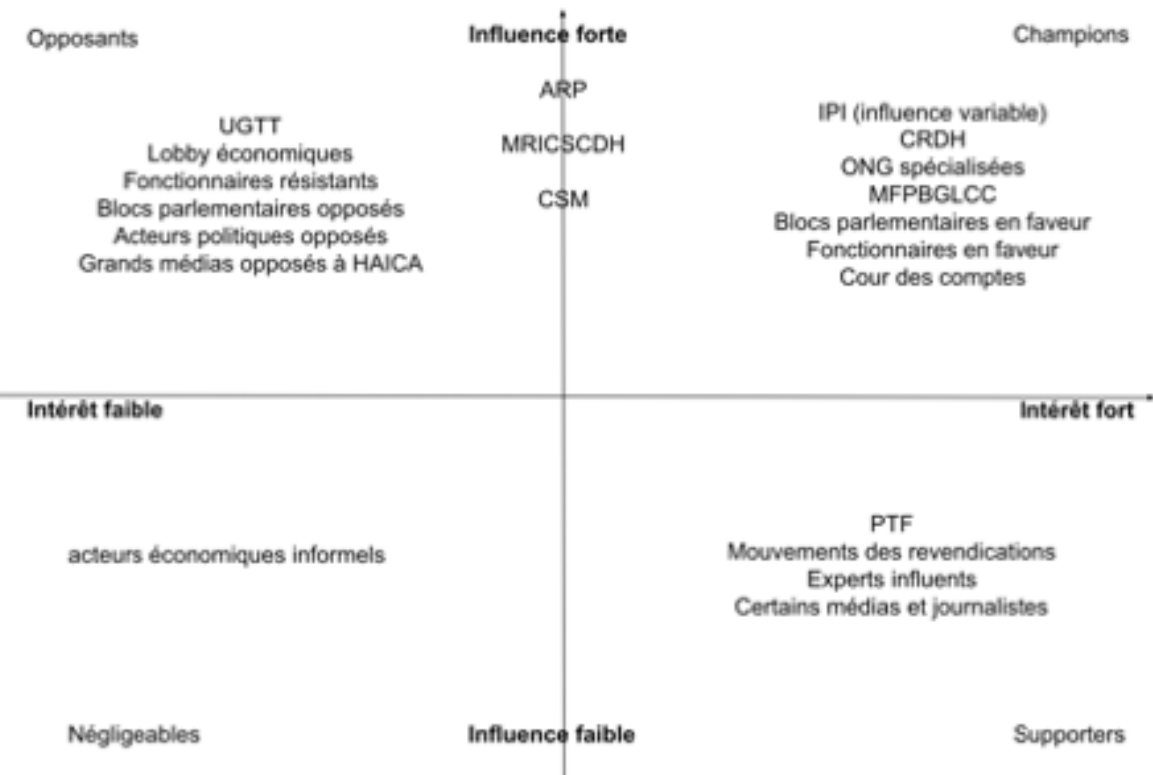 Opposants
Influence forte
Champions
ARP
MRICSCDH
CSM
UGTT
Lobby économiques
Fonctionnaires résistants
Blocs parlementaires opposés
Acteurs politiques opposés
Grands médias opposés à HAICA
IPI (influence variable)
CRDH
ONG spécialisées
MFPBGLCC
Blocs parlementaires en faveur
Fonctionnaires en faveur
Cour des comptes
Intérêt faible
Intérêt fort
acteurs économiques informels
PTF
Mouvements des revendications
Experts influents
Certains médias et journalistes
Négligeables
Influence faible
Supporters